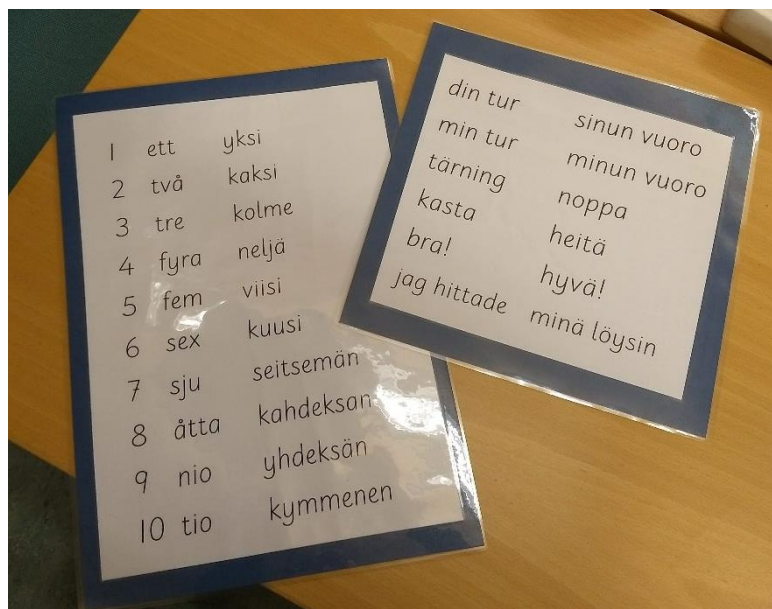 1 ett yksi
2 två kaksi
3 tre kolme
4 fyra neljä
5 fem viisi
6 sex kuusi
7 sju seitsemän
8 åtta kahdeksan
9 nio yhdeksän
10 tio kymmenen
din tur sinun vuoro
min tur minun vuoro
tärning noppa
kasta heitä
bra! hyvä!
jag hittade minä löysin